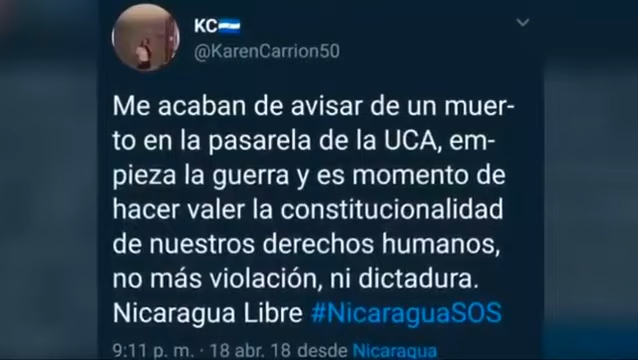 KC
@KarenCarrion50
Me acaban de avisar de un muer-
to en la pasarela de la UCA, em-
pieza la guerra y es momento de
hacer valer la constitucionalidad
de nuestros derechos humanos,
no más violación, ni dictadura.
Nicaragua Libre #NicaraguaSOS
9:11 p. m. · 18 abr. 18 desde Nicaragua